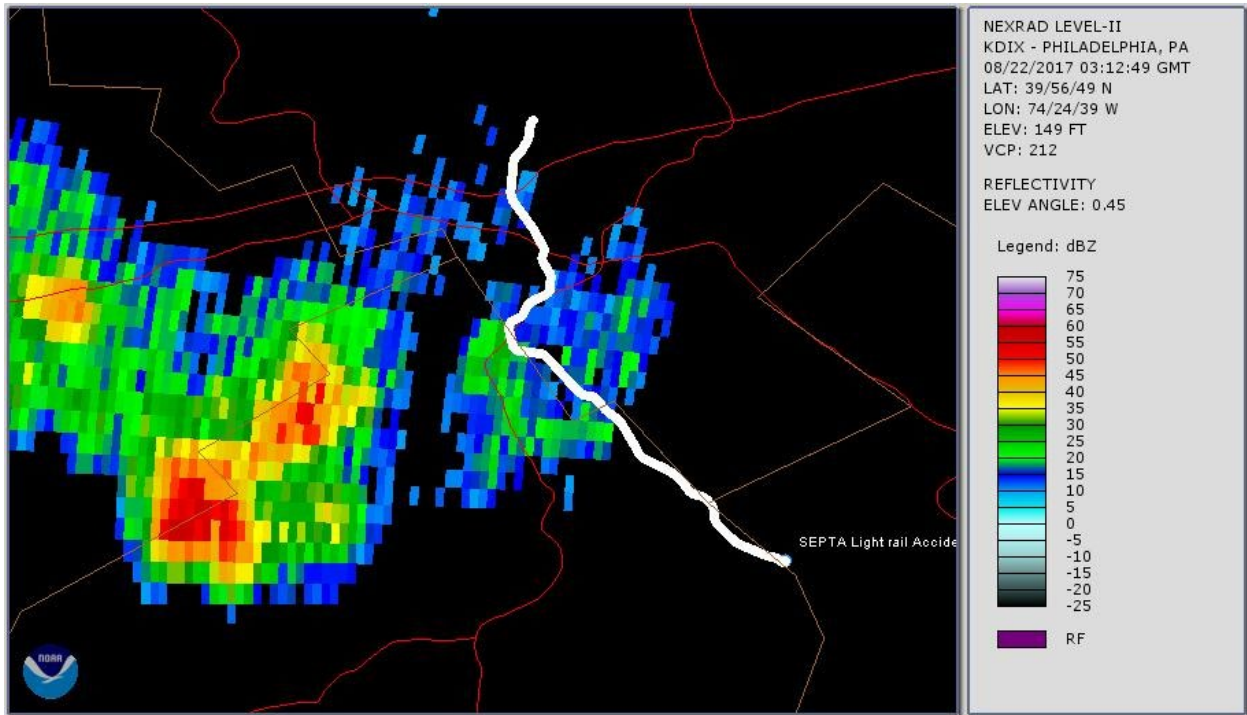 NEXRAD LEVEL-II
KDIX - PHILADELPHIA, PA
08/22/2017 03:12:49 GMT
LAT: 39/56/49 N
LON: 74/24/39 W
ELEV: 149 FT
VCP: 212
REFLECTIVITY
ELEV ANGLE: 0.45
Legend: dBZ
75
70
65
60
55
50
45
40
35
30
25
20
15
10
5
0
-5
-10
-15
-20
-25
RF
SEPTA Light rail Accide
NOAA